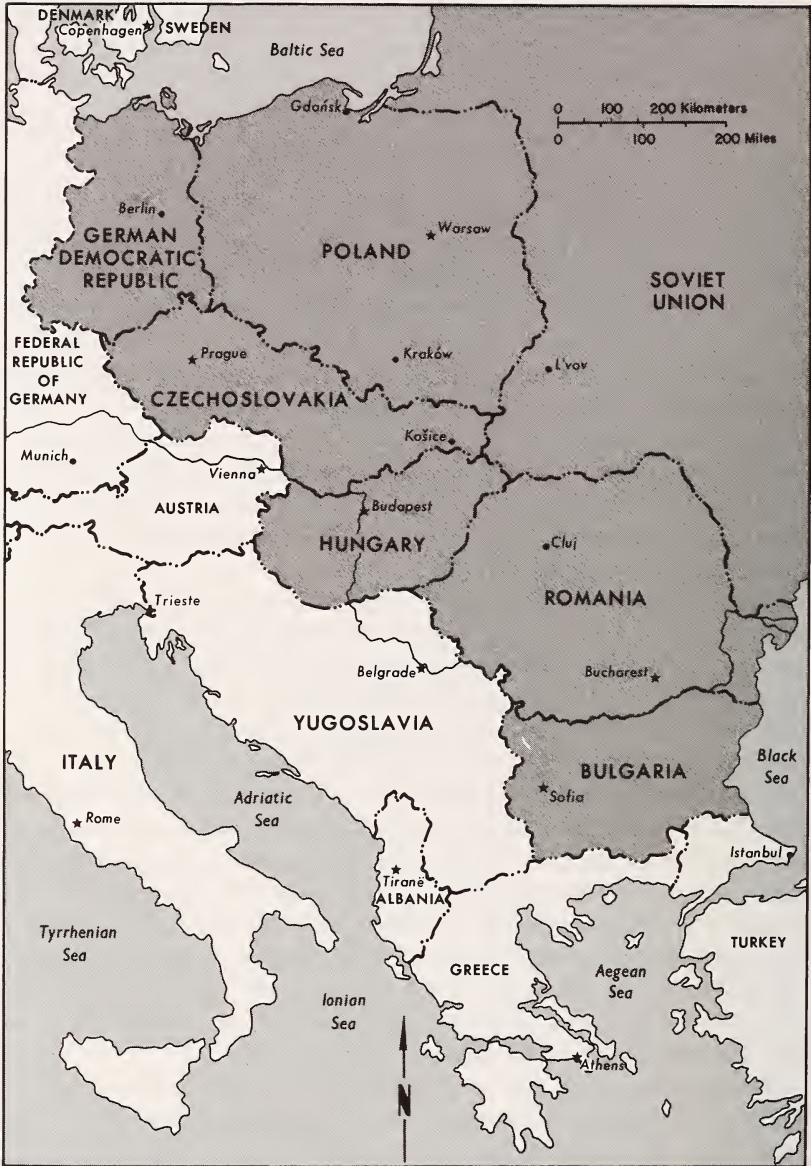 DENMARK
Copenhagen
SWEDEN
Baltic Sea
Gdańsk
0 100 200 Kilometers
0 100 200 Miles
Berlin
GERMAN
DEMOCRATIC
REPUBLIC
POLAND
Warsaw
SOVIET
UNION
FEDERAL
REPUBLIC
OF
GERMANY
Prague
Kraków
L'vov
CZECHOSLOVAKIA
Košice
Munich
Vienna
AUSTRIA
Budapest
HUNGARY
Cluj
ROMANIA
Trieste
Belgrade
Bucharest
YUGOSLAVIA
ITALY
BULGARIA
Black
Sea
Adriatic
Sea
Sofia
Rome
Istanbul
Tiranë
ALBANIA
Tyrrhenian
Sea
GREECE
Aegean
Sea
TURKEY
Ionian
Sea
Athens
N